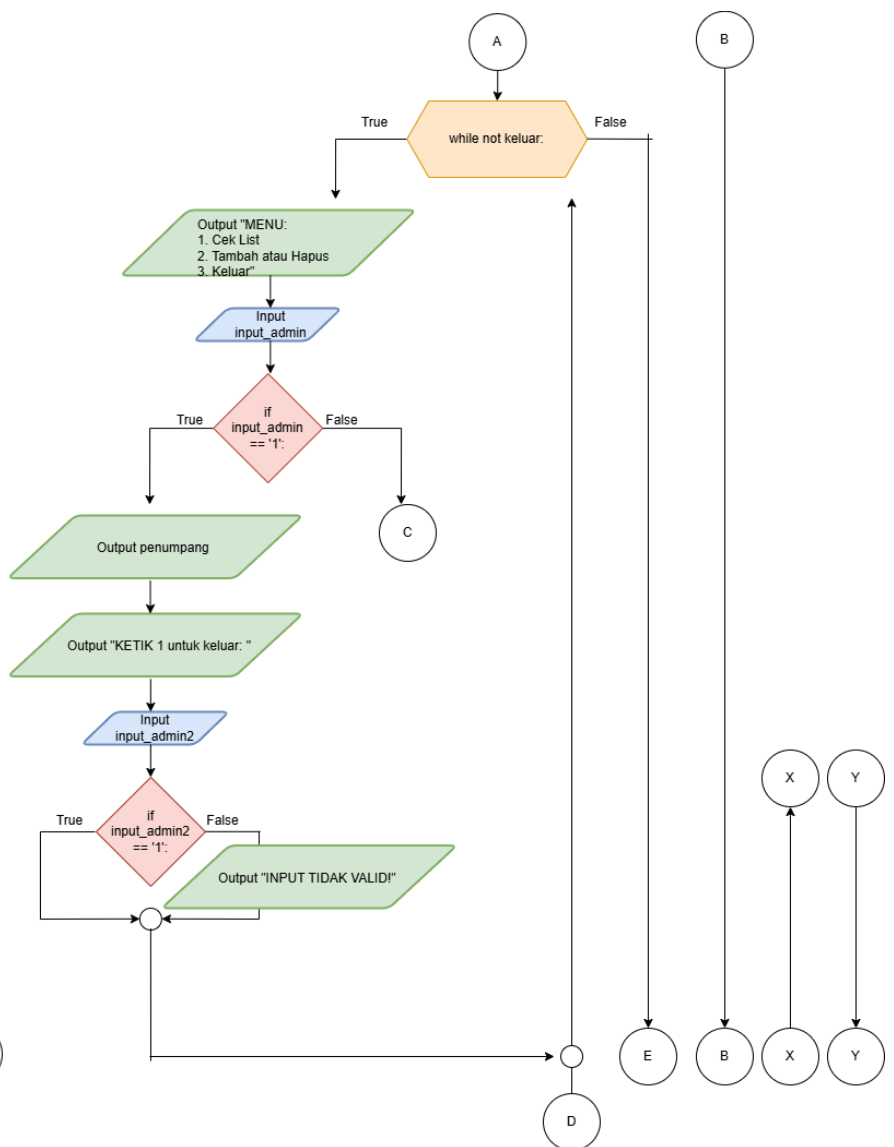 A
B
True
while not keluar:
False
Output "MENU:
1. Cek List
2. Tambah atau Hapus
3. Keluar"
Input
input_admin
True
if
input_admin
== '1':
False
Output penumpang
C
Output "KETIK 1 untuk keluar: "
Input
input_admin2
X
Y
True
if
input_admin2
== '1':
False
Output "INPUT TIDAK VALID!"
E
B
X
Y
D